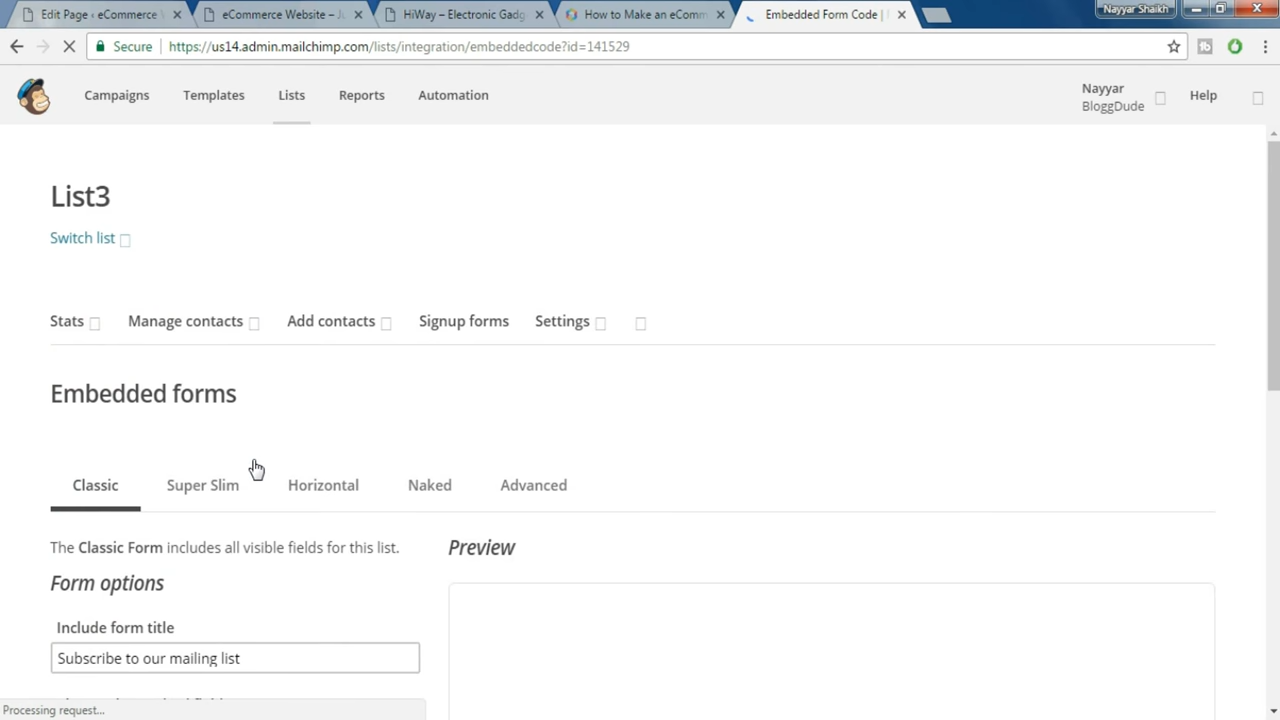 Edit Page ‹ eCommerce
eCommerce Website – Ju
HiWay – Electronic Gadg
How to Make an eComm
Embedded Form Code |
Nayyar Shaikh
Secure
https://us14.admin.mailchimp.com/lists/integration/embeddedcode?id=141529
Campaigns
Templates
Lists
Reports
Automation
Nayyar
BloggDude
Help
List3
Switch list
Stats
Manage contacts
Add contacts
Signup forms
Settings
Embedded forms
Classic
Super Slim
Horizontal
Naked
Advanced
The Classic Form includes all visible fields for this list.
Preview
Form options
Include form title
Subscribe to our mailing list
Processing request...